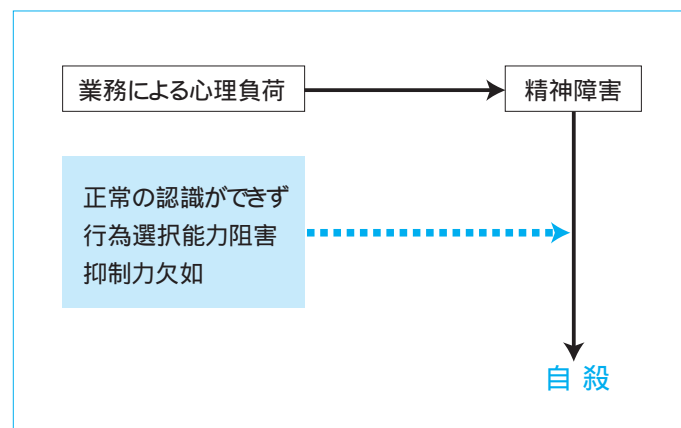 業務による心理負荷
精神障害
正常の認識ができず
行為選択能力阻害
抑制力欠如
自殺